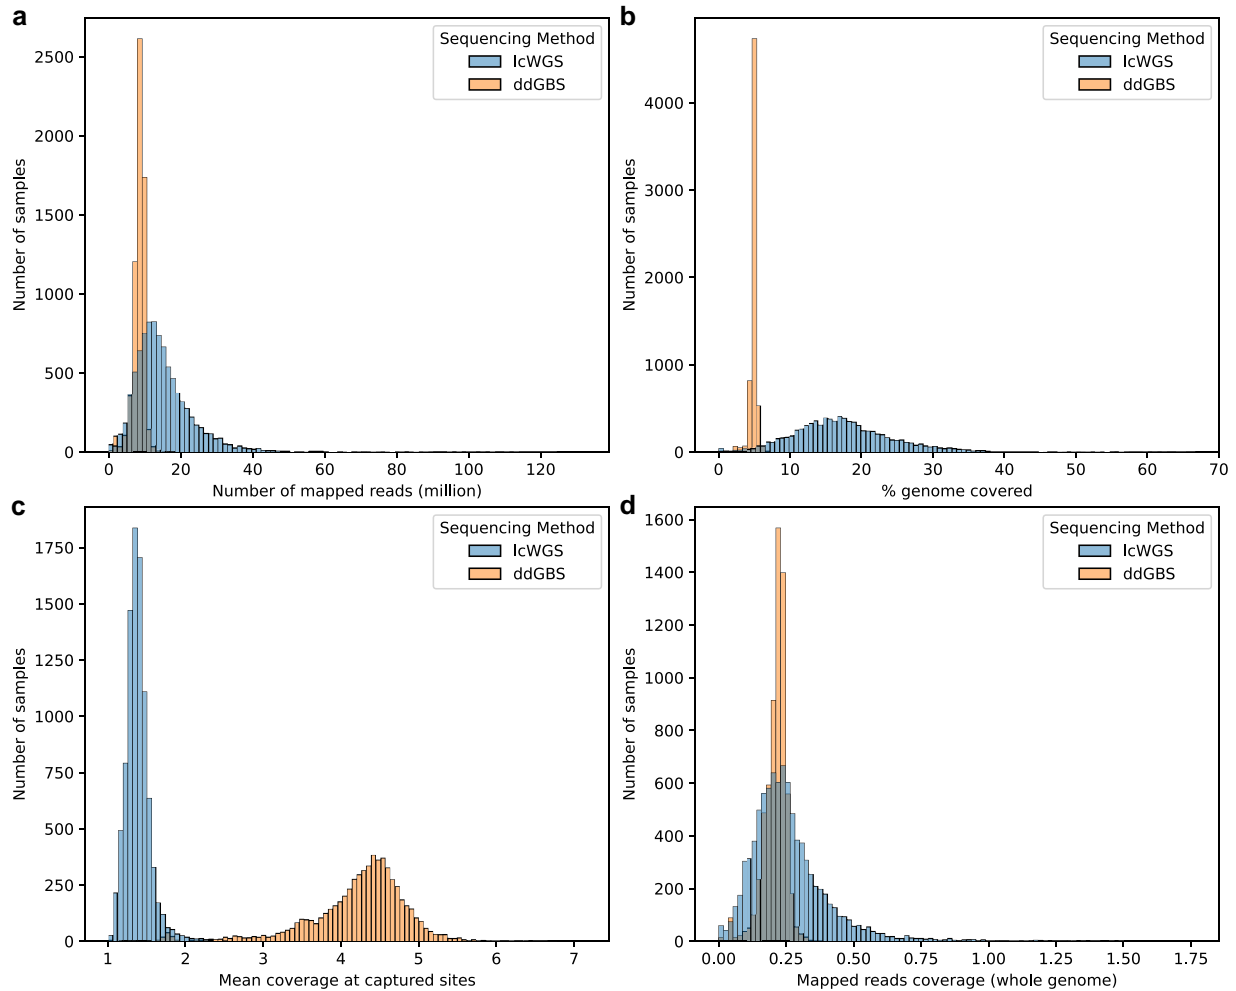 a
Sequencing Method
lcWGS
ddGBS
2500
2000
1500
1000
500
0
Number of samples
0 20 40 60 80 100 120
Number of mapped reads (million)
b
Sequencing Method
lcWGS
ddGBS
4000
3000
2000
1000
0
Number of samples
0 10 20 30 40 50 60 70
% genome covered
c
Sequencing Method
lcWGS
ddGBS
1750
1500
1250
1000
750
500
250
0
Number of samples
1 2 3 4 5 6 7
Mean coverage at captured sites
d
Sequencing Method
lcWGS
ddGBS
1600
1400
1200
1000
800
600
400
200
0
Number of samples
0.00 0.25 0.50 0.75 1.00 1.25 1.50 1.75
Mapped reads coverage (whole genome)